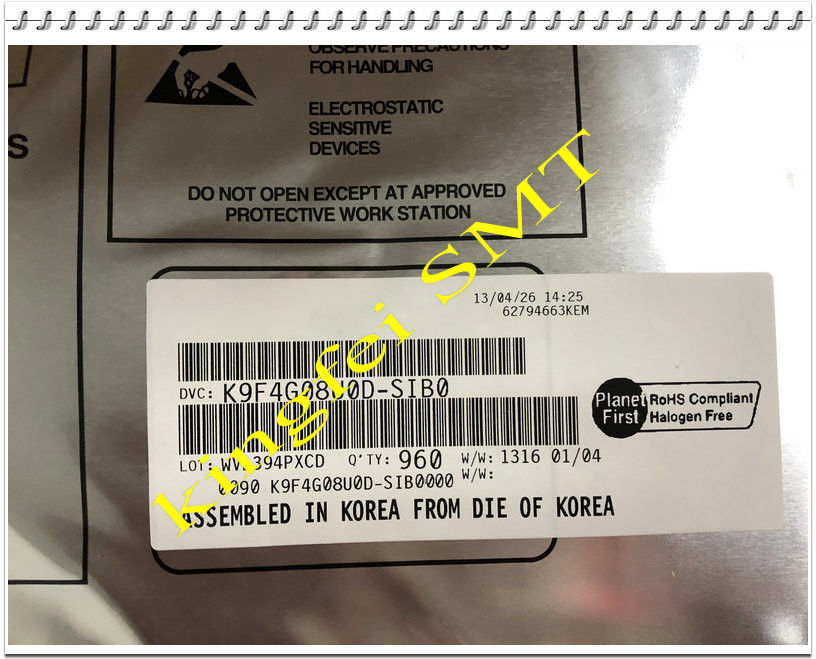 S
OBSERVE PRECAUTIONS
FOR HANDLING
ELECTROSTATIC
SENSITIVE
DEVICES
DO NOT OPEN EXCEPT AT APPROVED
PROTECTIVE WORK STATION
kingfei SMT
13/04/26 14:25
62794663KEM
DVC: K9F4G08U0D-SIB0
Planet First
RoHS Compliant
Halogen Free
LOT: Q'TY: 960 W/W: 1316 01/04
W/W:
0090 K9F4G08U0D-SIB0000
ASSEMBLED IN KOREA FROM DIE OF KOREA